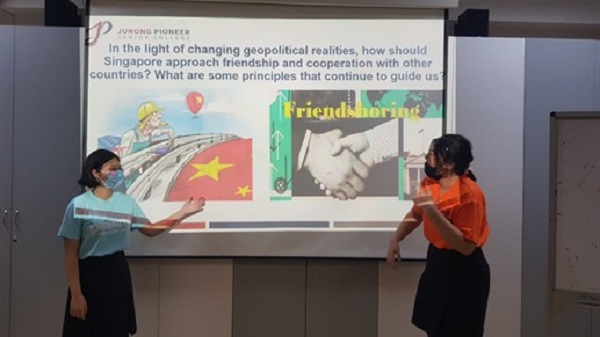 JURONG PIONEER
JUNIOR COLLEGE
In the light of changing geopolitical realities, how should
Singapore approach friendship and cooperation with other
countries? What are some principles that continue to guide us?
Friendshoring